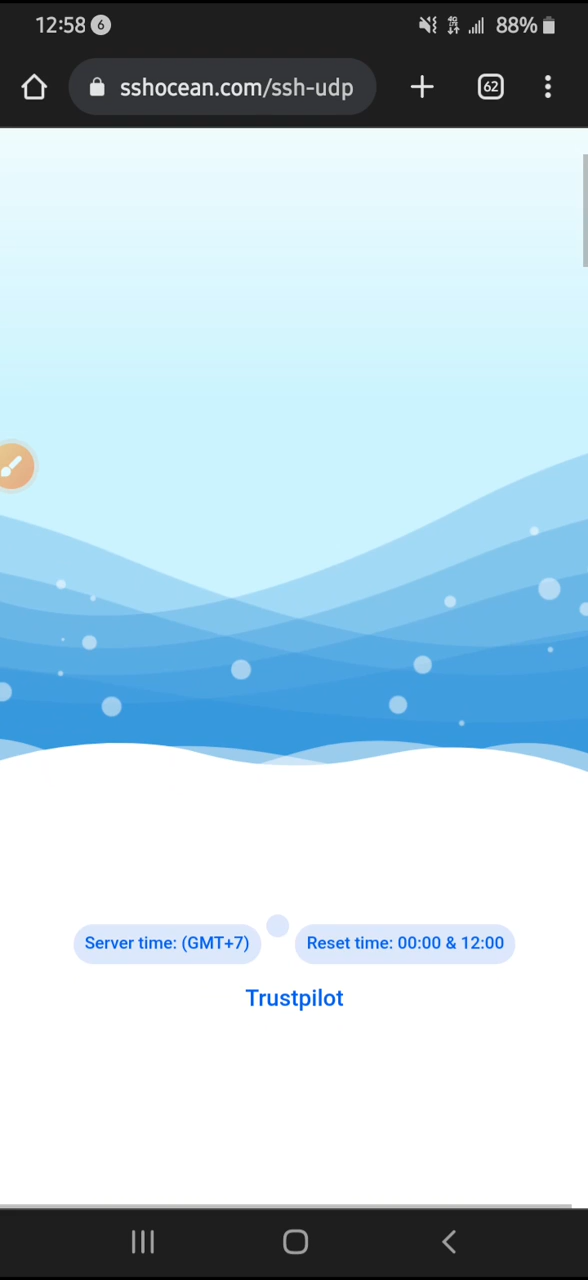 12:58 6 88%
sshocean.com/ssh-udp 62
Server time: (GMT+7) Reset time: 00:00 & 12:00
Trustpilot